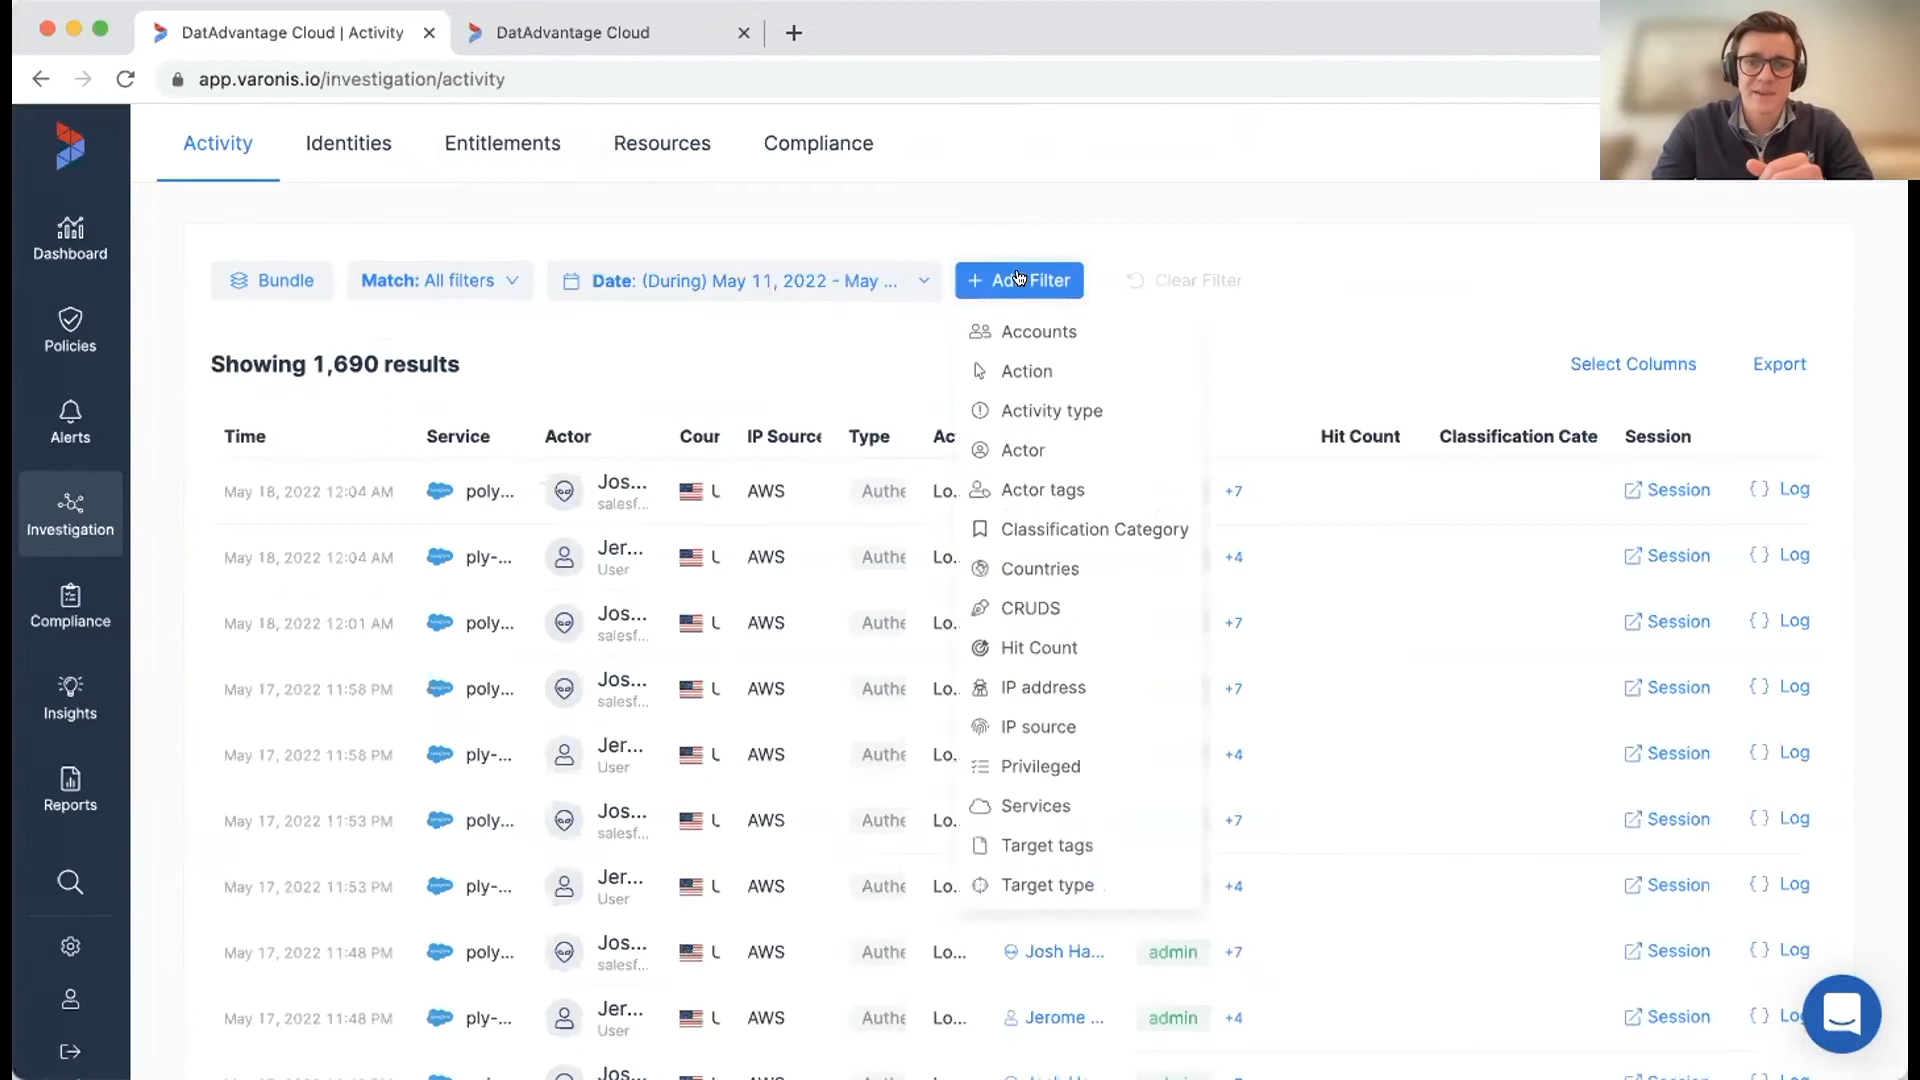 DatAdvantage Cloud | Activity
DatAdvantage Cloud
app.varonis.io/investigation/activity
Activity Identities Entitlements Resources Compliance
Dashboard
Policies
Alerts
Investigation
Compliance
Insights
Reports
Bundle Match: All filters Date: (During) May 11, 2022 - May ... + Add Filter Clear Filter
Accounts
Action
Activity type
Actor
Actor tags
Classification Category
Countries
CRUDS
Hit Count
IP address
IP source
Privileged
Services
Target tags
Target type
Showing 1,690 results Select Columns Export
Time Service Actor Cour IP Source Type Ac Hit Count Classification Cate Session
May 18, 2022 12:04 AM poly... Jos... U AWS Authe Lo.. +7 Session {} Log
salesf...
May 18, 2022 12:04 AM ply-... Jer... U AWS Authe Lo.. +4 Session {} Log
User
May 18, 2022 12:01 AM poly... Jos... U AWS Authe Lo.. +7 Session {} Log
salesf...
May 17, 2022 11:58 PM poly... Jos... U AWS Authe Lo.. +7 Session {} Log
salesf...
May 17, 2022 11:58 PM ply-... Jer... U AWS Authe Lo.. +4 Session {} Log
User
May 17, 2022 11:53 PM poly... Jos... U AWS Authe Lo.. +7 Session {} Log
salesf...
May 17, 2022 11:53 PM ply-... Jer... U AWS Authe Lo.. +4 Session {} Log
User
May 17, 2022 11:48 PM poly... Jos... U AWS Authe Lo... Josh Ha... admin +7 Session {} Log
salesf...
May 17, 2022 11:48 PM ply-... Jer... U AWS Authe Lo... Jerome ... admin +4 Session {} Log
User
Jos...